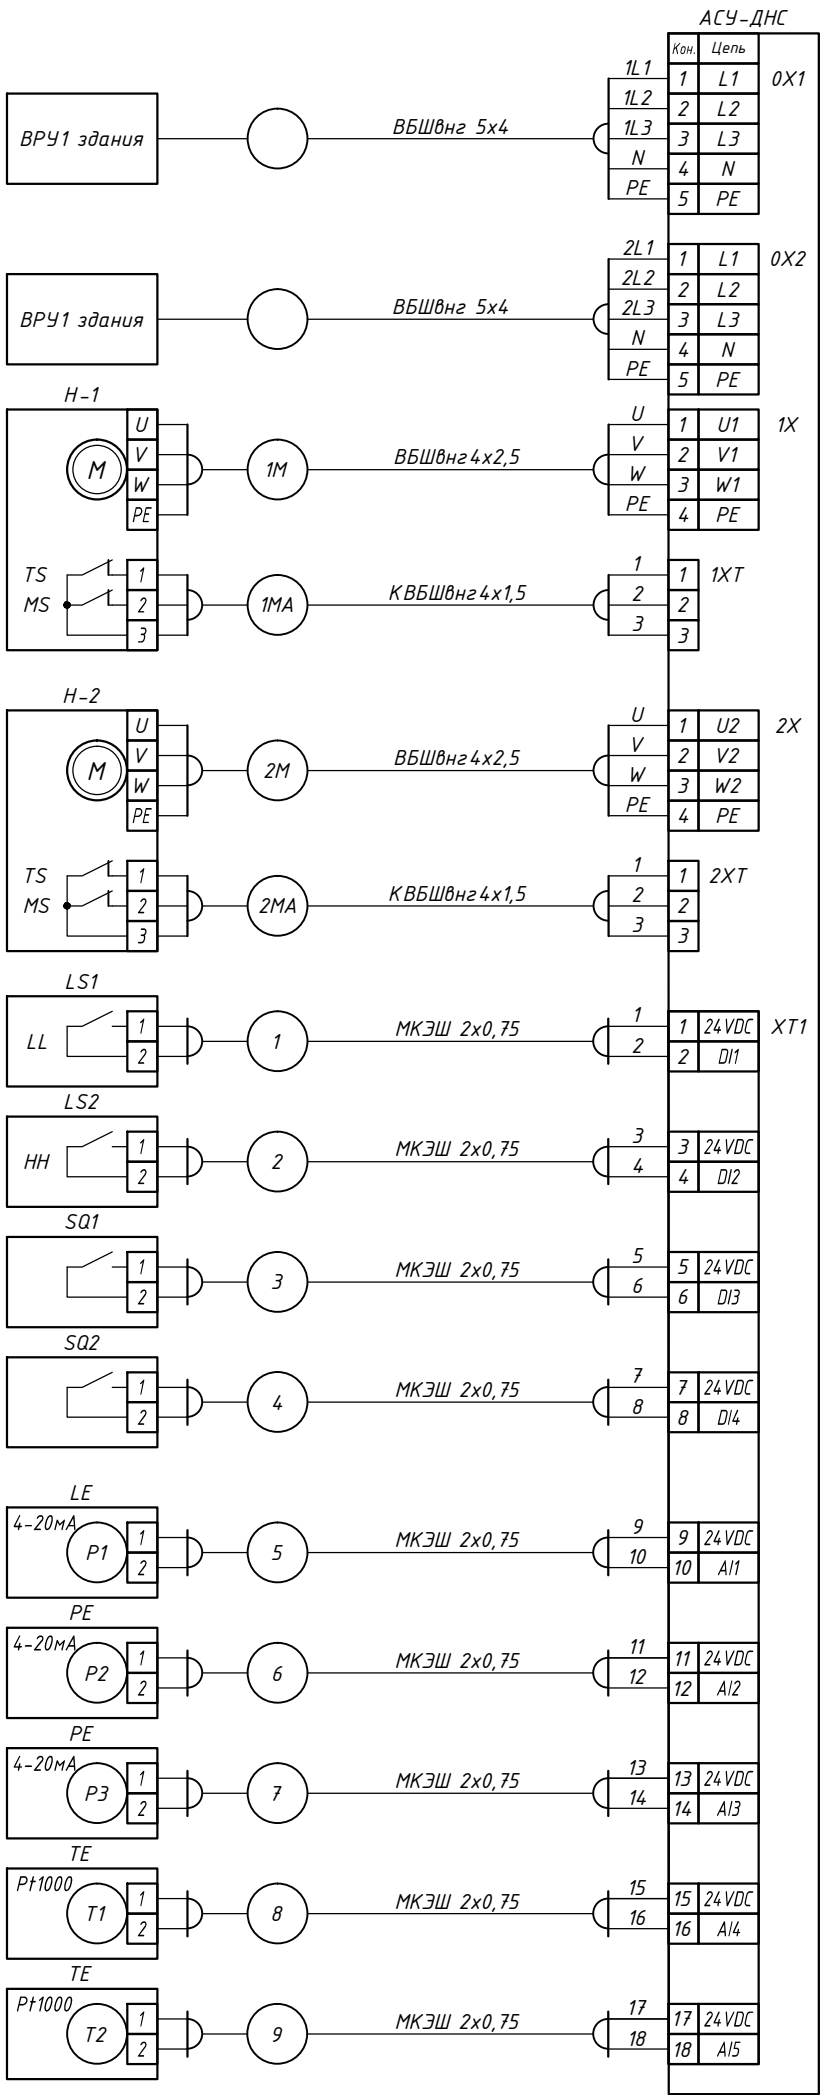 АСУ-ДНС
Кон. Цепь
1L1 1 L1 0X1
1L2 2 L2
ВРУ1 здания ВБШвнг 5х4 1L3 3 L3
N 4 N
PE 5 PE
2L1 1 L1 0X2
2L2 2 L2
ВРУ1 здания ВБШвнг 5х4 2L3 3 L3
N 4 N
PE 5 PE
Н-1
U U 1 U1 1X
V V 2 V1
M 1М ВБШвнг4х2,5
W W 3 W1
PE PE 4 PE
TS 1 1 1 1XT
MS 2 1МА КВБШвнг4х1,5 2 2
3 3 3
Н-2
U U 1 U2 2X
V V 2 V2
M 2М ВБШвнг4х2,5
W W 3 W2
PE PE 4 PE
TS 1 1 1 2XT
MS 2 2МА КВБШвнг4х1,5 2 2
3 3 3
LS1
1 1 1 24VDC XT1
LL 1 МКЭШ 2х0,75
2 2 2 DI1
LS2
1 3 3 24VDC
HH 2 МКЭШ 2х0,75
2 4 4 DI2
SQ1
1 5 5 24VDC
3 МКЭШ 2х0,75
2 6 6 DI3
SQ2
1 7 7 24VDC
4 МКЭШ 2х0,75
2 8 8 DI4
LE
4-20мА 1 9 9 24VDC
P1 5 МКЭШ 2х0,75
2 10 10 AI1
PE
4-20мА 1 11 11 24VDC
P2 6 МКЭШ 2х0,75
2 12 12 AI2
PE
4-20мА 1 13 13 24VDC
P3 7 МКЭШ 2х0,75
2 14 14 AI3
TE
Pt1000 1 15 15 24VDC
T1 8 МКЭШ 2х0,75
2 16 16 AI4
TE
Pt1000 1 17 17 24VDC
T2 9 МКЭШ 2х0,75
2 18 18 AI5